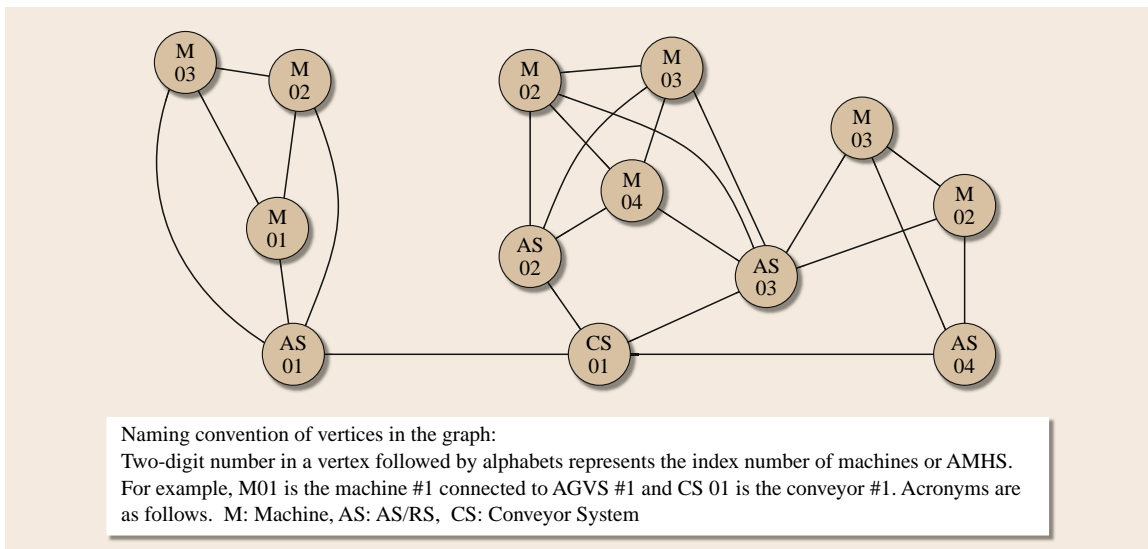 M
03
M
02
M
01
AS
01
M
02
M
03
M
04
AS
02
AS
03
CS
01
M
03
M
02
AS
04
Naming convention of vertices in the graph:
Two-digit number in a vertex followed by alphabets represents the index number of machines or AMHS.
For example, M01 is the machine #1 connected to AGVS #1 and CS 01 is the conveyor #1. Acronyms are
as follows. M: Machine, AS: AS/RS, CS: Conveyor System